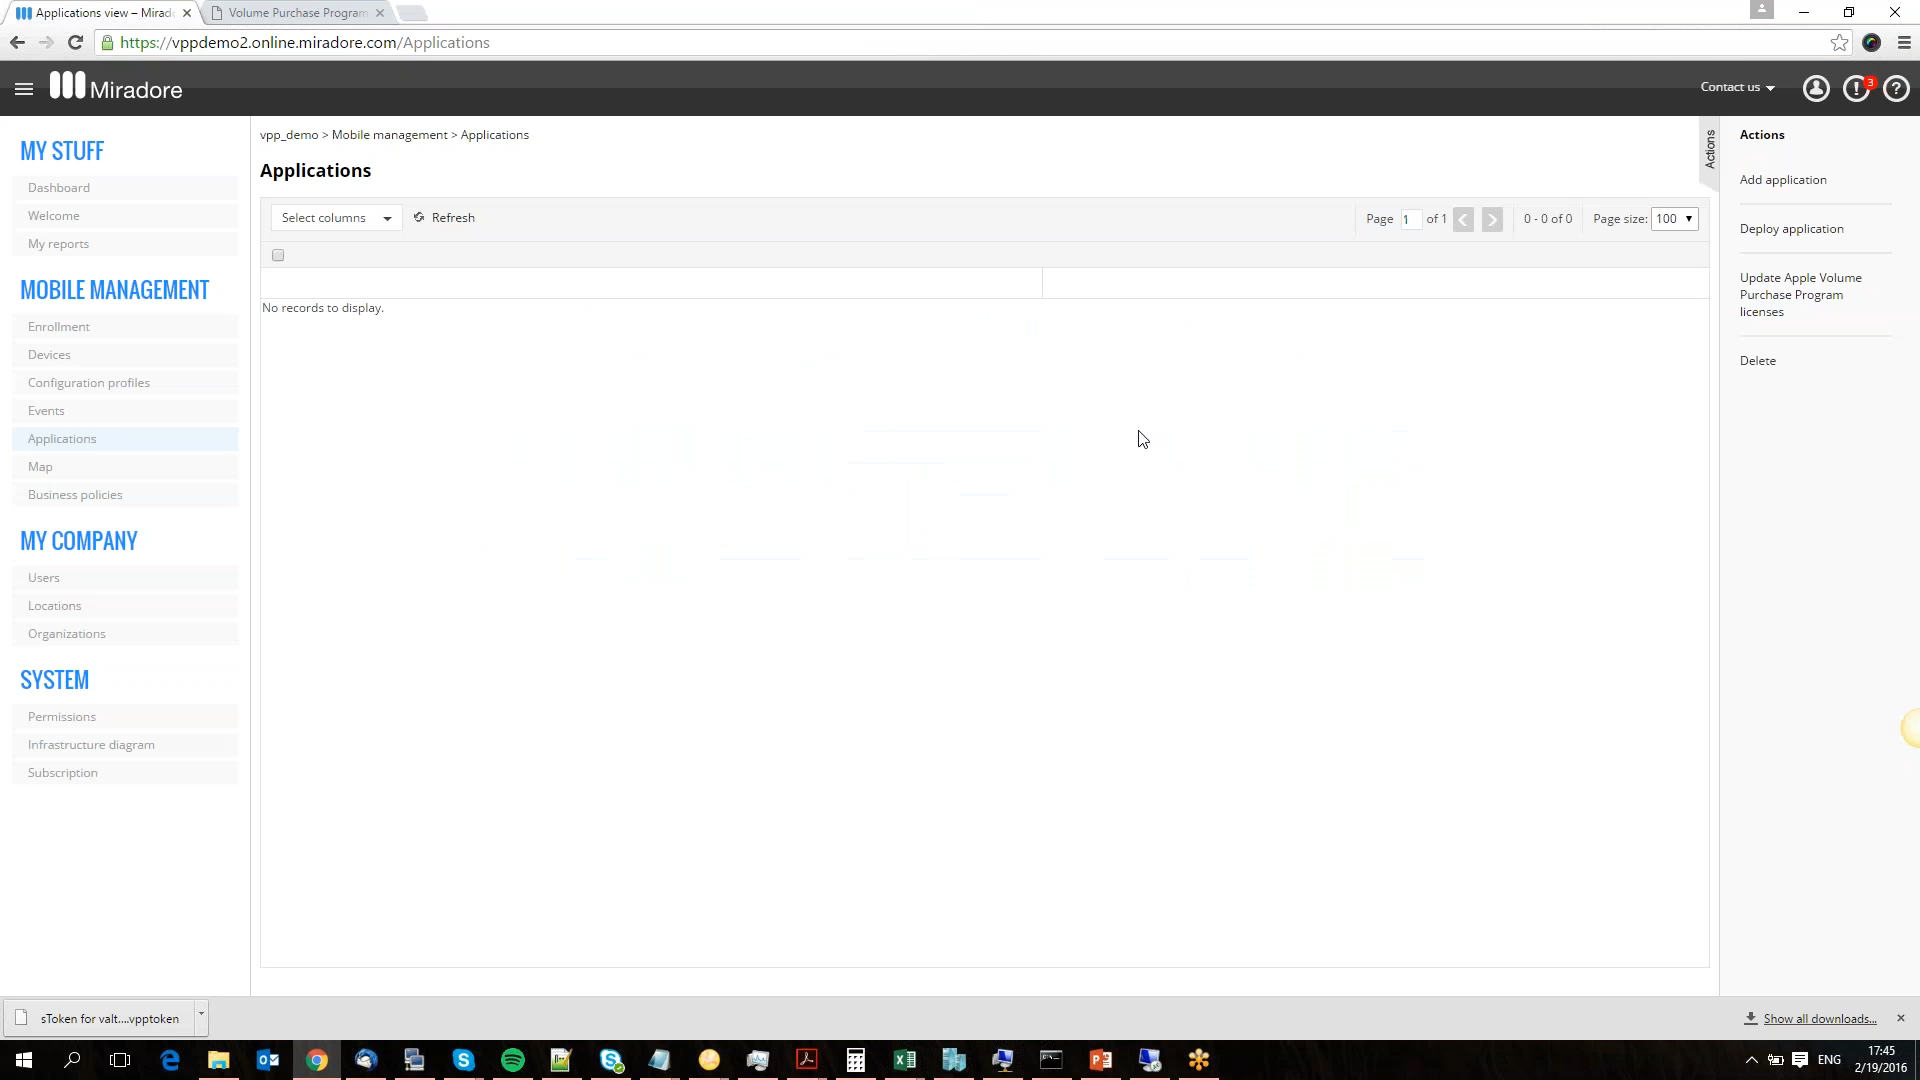 Applications view – Mirad
Volume Purchase Program
https://vppdemo2.online.miradore.com/Applications
Miradore
Contact us
3
?
MY STUFF
Dashboard
Welcome
My reports
MOBILE MANAGEMENT
Enrollment
Devices
Configuration profiles
Events
Applications
Map
Business policies
MY COMPANY
Users
Locations
Organizations
SYSTEM
Permissions
Infrastructure diagram
Subscription
vpp_demo > Mobile management > Applications
Applications
Select columns
Refresh
Page 1 of 1
0 - 0 of 0
Page size: 100
No records to display.
Actions
Actions
Add application
Deploy application
Update Apple Volume
Purchase Program
licenses
Delete
sToken for valt....vpptoken
Show all downloads...
ENG
17:45
2/19/2016